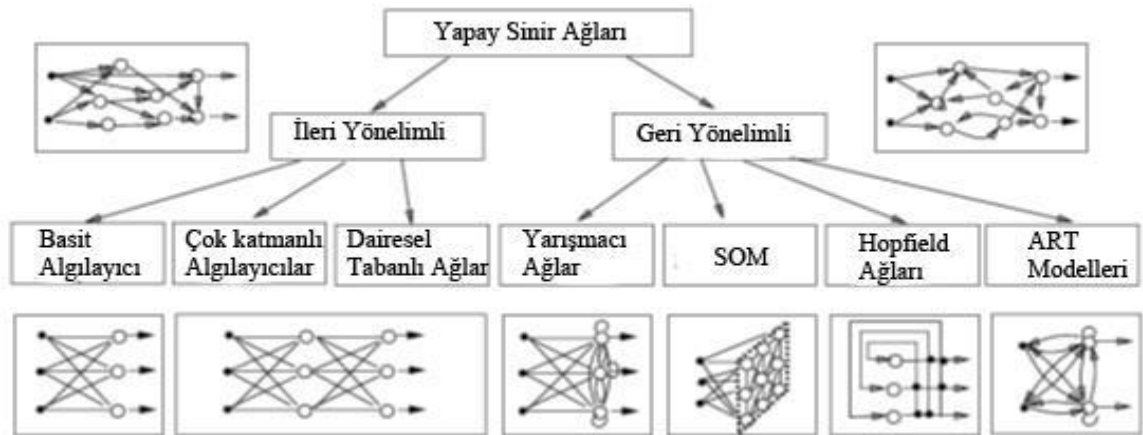 Yapay Sinir Ağları
İleri Yönelimli
Geri Yönelimli
Basit
Algılayıcı
Çok katmanlı
Algılayıcılar
Dairesel
Tabanlı Ağlar
Yarışmacı
Ağlar
SOM
Hopfield
Ağları
ART
Modelleri